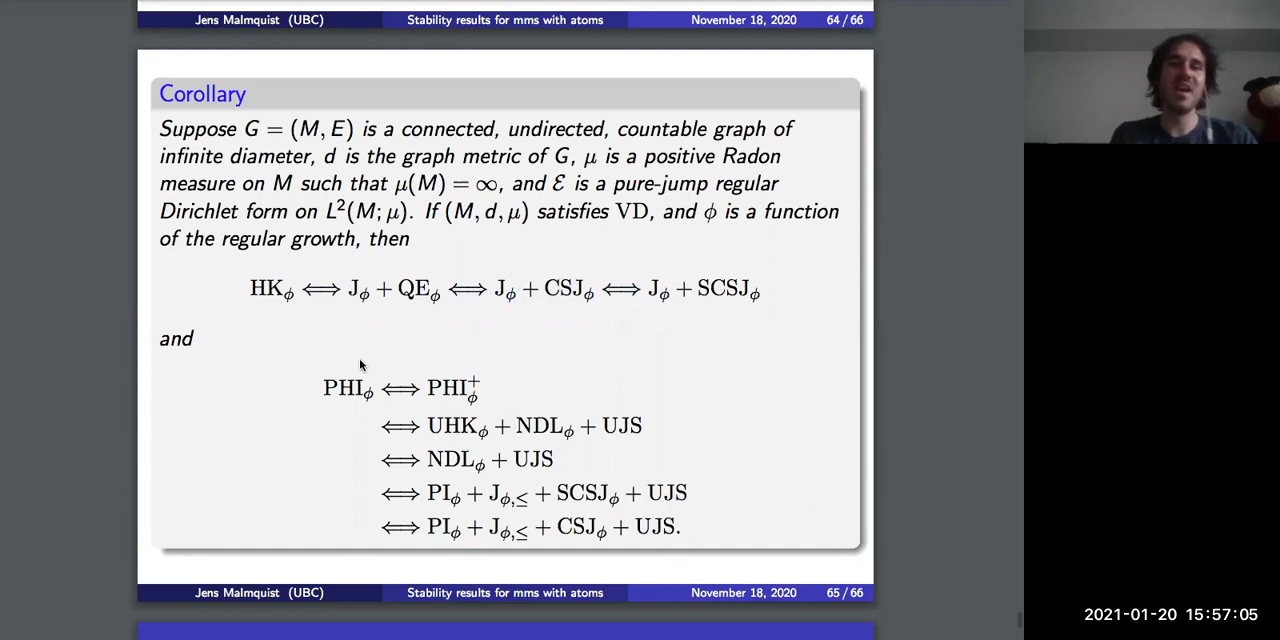 Jens Malmquist (UBC) Stability results for mms with atoms November 18, 2020 64 / 66
Corollary
Suppose G = (M, E) is a connected, undirected, countable graph of
infinite diameter, d is the graph metric of G, μ is a positive Radon
measure on M such that μ(M) = ∞, and ℰ is a pure-jump regular
Dirichlet form on L²(M; μ). If (M, d, μ) satisfies VD, and ϕ is a function
of the regular growth, then
HK_ϕ ⟺ J_ϕ + QE_ϕ ⟺ J_ϕ + CSJ_ϕ ⟺ J_ϕ + SCSJ_ϕ
and
PHI_ϕ ⟺ PHI_ϕ^+
⟺ UHK_ϕ + NDL_ϕ + UJS
⟺ NDL_ϕ + UJS
⟺ PI_ϕ + J_{ϕ,≤} + SCSJ_ϕ + UJS
⟺ PI_ϕ + J_{ϕ,≤} + CSJ_ϕ + UJS.
Jens Malmquist (UBC) Stability results for mms with atoms November 18, 2020 65 / 66
2021-01-20 15:57:05